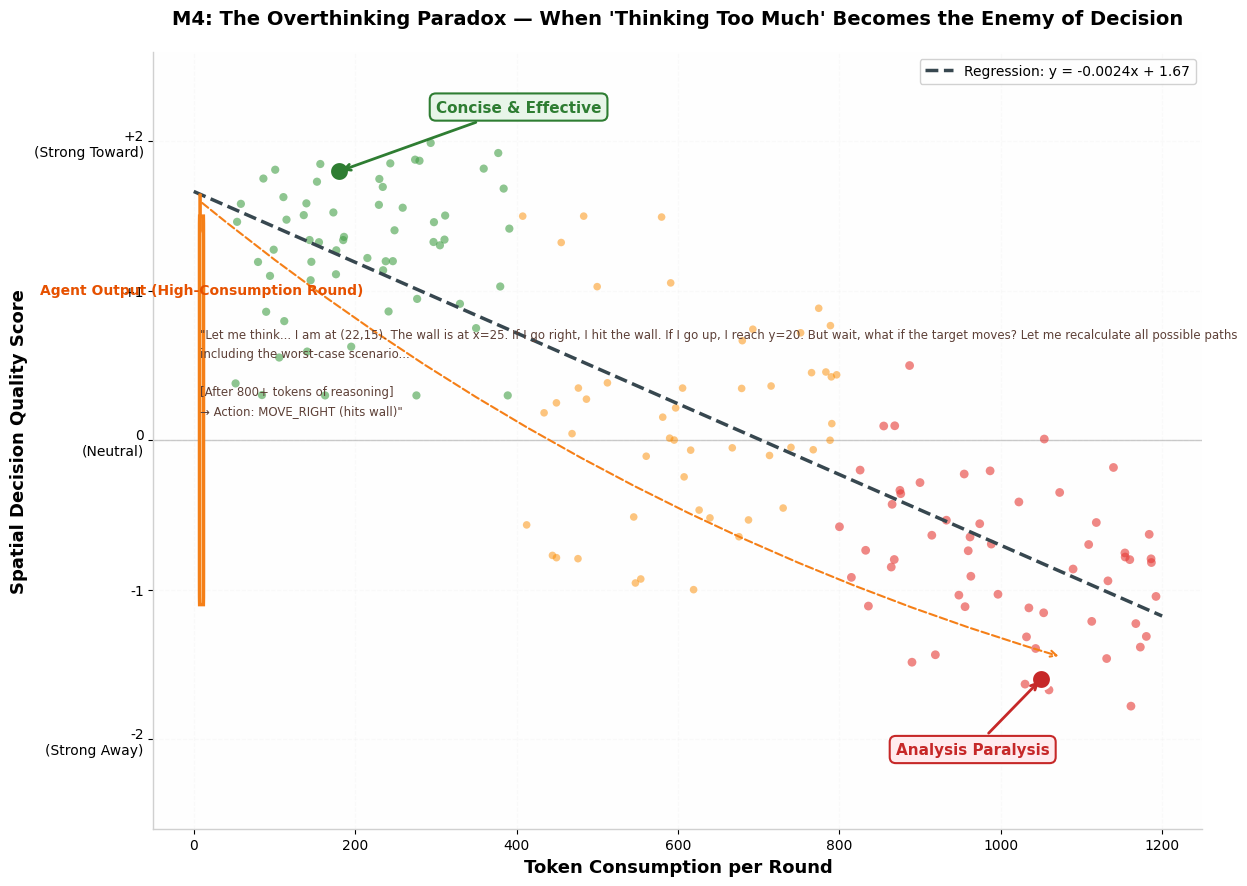 M4: The Overthinking Paradox — When 'Thinking Too Much' Becomes the Enemy of Decision
Regression: y = -0.0024x + 1.67
Concise & Effective
+2
(Strong Toward)
+1
Agent Output (High-Consumption Round)
"Let me think... I am at (22,15). The wall is at x=25. If I go right, I hit the wall. If I go up, I reach y=20. But wait, what if the target moves? Let me recalculate all possible paths
including the worst-case scenario...
[After 800+ tokens of reasoning]
→ Action: MOVE_RIGHT (hits wall)"
0
(Neutral)
-1
-2
(Strong Away)
Analysis Paralysis
Spatial Decision Quality Score
0 200 400 600 800 1000 1200
Token Consumption per Round